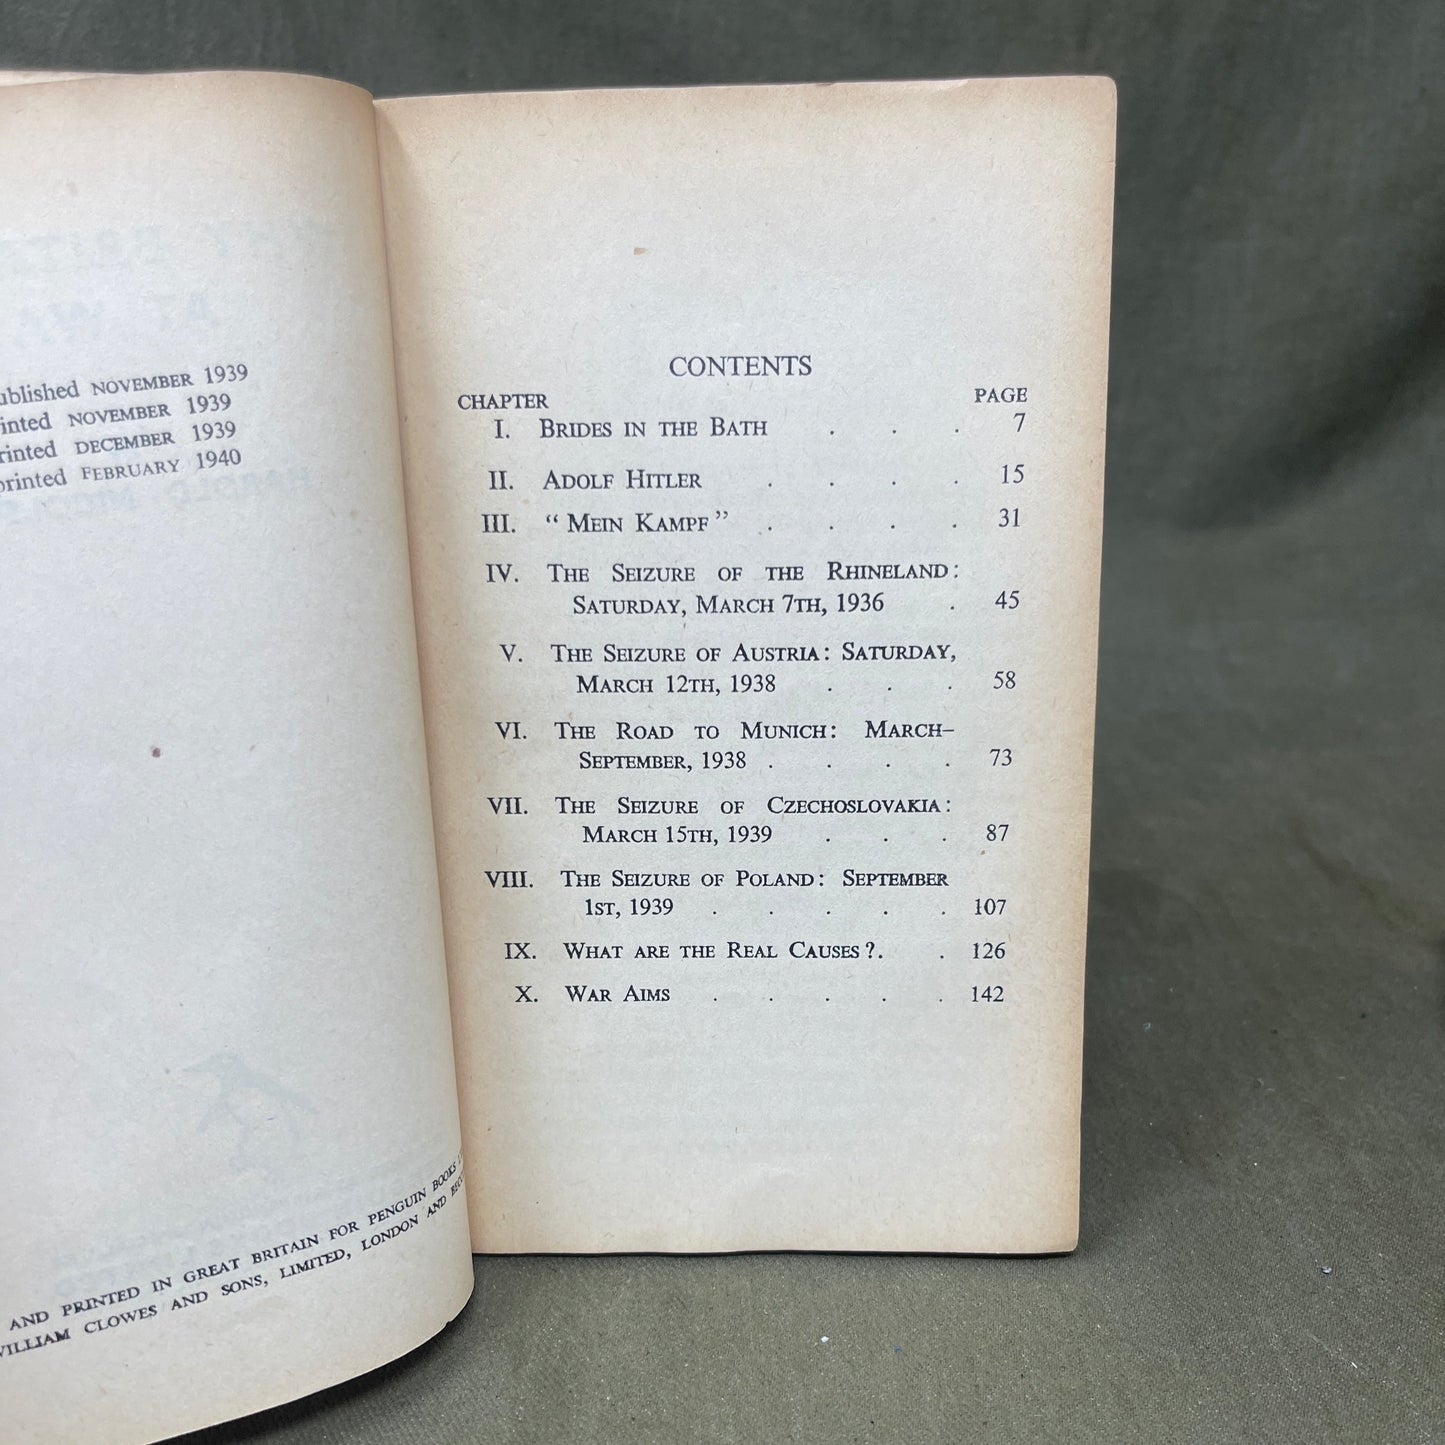 ublished NOVEMBER 1939
inted NOVEMBER 1939
rinted DECEMBER 1939
printed FEBRUARY 1940
AND PRINTED IN GREAT BRITAIN FOR PENGUIN BOOKS
WILLIAM CLOWES AND SONS, LIMITED, LONDON AND
CONTENTS
CHAPTER PAGE
I. BRIDES IN THE BATH . . . 7
II. ADOLF HITLER . . . . 15
III. “MEIN KAMPF” . . . . 31
IV. THE SEIZURE OF THE RHINELAND:
SATURDAY, MARCH 7TH, 1936 . 45
V. THE SEIZURE OF AUSTRIA: SATURDAY,
MARCH 12TH, 1938 . . . 58
VI. THE ROAD TO MUNICH: MARCH–
SEPTEMBER, 1938 . . . . 73
VII. THE SEIZURE OF CZECHOSLOVAKIA:
MARCH 15TH, 1939 . . . 87
VIII. THE SEIZURE OF POLAND: SEPTEMBER
1ST, 1939 . . . . . 107
IX. WHAT ARE THE REAL CAUSES?. . 126
X. WAR AIMS . . . . . 142